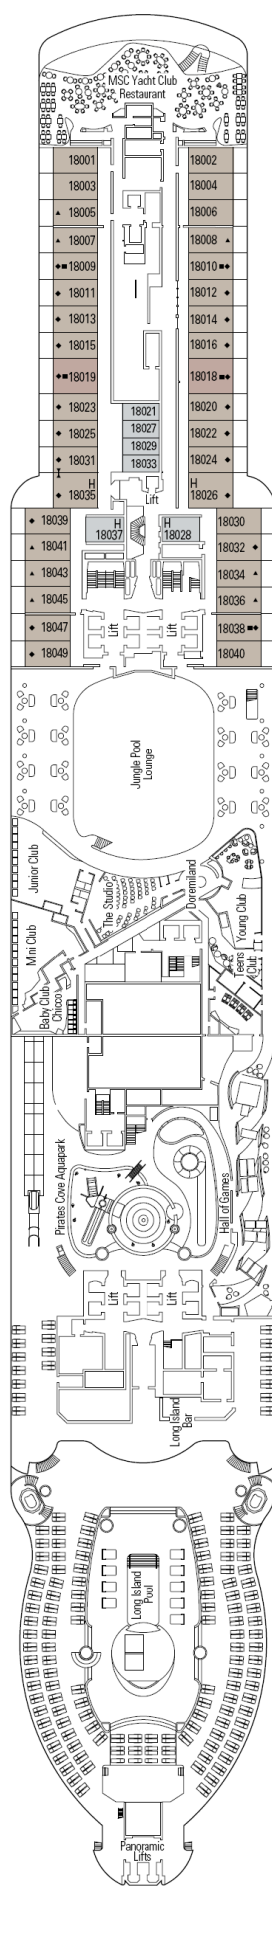 MSC Yacht Club
Restaurant
18001 18002
18003 18004
18005 18006
18007 18008
18009 18010
18011 18012
18013 18014
18015 18016
18019 18018
18023 18021 18020
18025 18027 18022
18029
18031 18033 18024
H H
18035 Lift 18026
18039 H H 18030
18037 18028
18041 18032
18043 18034
18045 18036
18047 Lift Lift 18038
18049 18040
Jungle Pool
Lounge
Junior Club
The Studio
Doremiland
Young Club
Mni Club
Baby Club
Chicco
Teens
Club
Pirates Cove Aquapark
Hall of Games
Lift Lift
Long Island
Bar
Long Island
Pool
Panoramic
Lifts